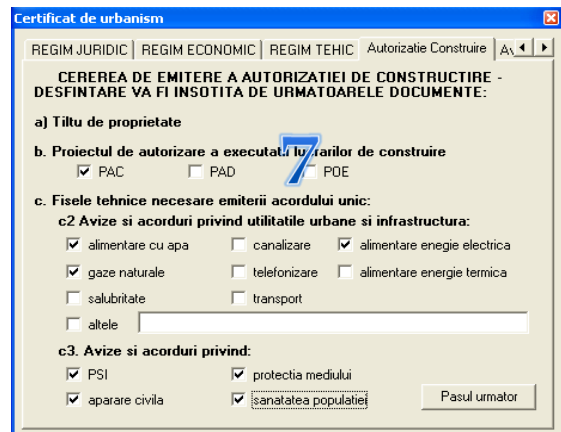 Certificat de urbanism
REGIM JURIDIC REGIM ECONOMIC REGIM TEHIC Autorizatie Construire
CEREREA DE EMITERE A AUTORIZATIEI DE CONSTRUCTIRE -
DESFINTARE VA FI INSOTITA DE URMATOARELE DOCUMENTE:
a) Tiltu de proprietate
b. Proiectul de autorizare a executatii lucrarilor de construire
7
PAC PAD POE
c. Fisele tehnice necesare emiterii acordului unic:
c2 Avize si acorduri privind utilitatile urbane si infrastructura:
alimentare cu apa canalizare alimentare enegie electrica
gaze naturale telefonizare alimentare energie termica
salubritate transport
altele
c3. Avize si acorduri privind:
PSI protectia mediului
aparare civila sanatatea populatiei Pasul urmator